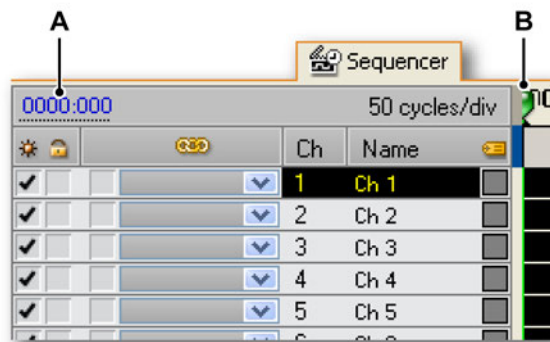 A
B
Sequencer
0000:000
50 cycles/div
Ch Name
1 Ch 1
2 Ch 2
3 Ch 3
4 Ch 4
5 Ch 5